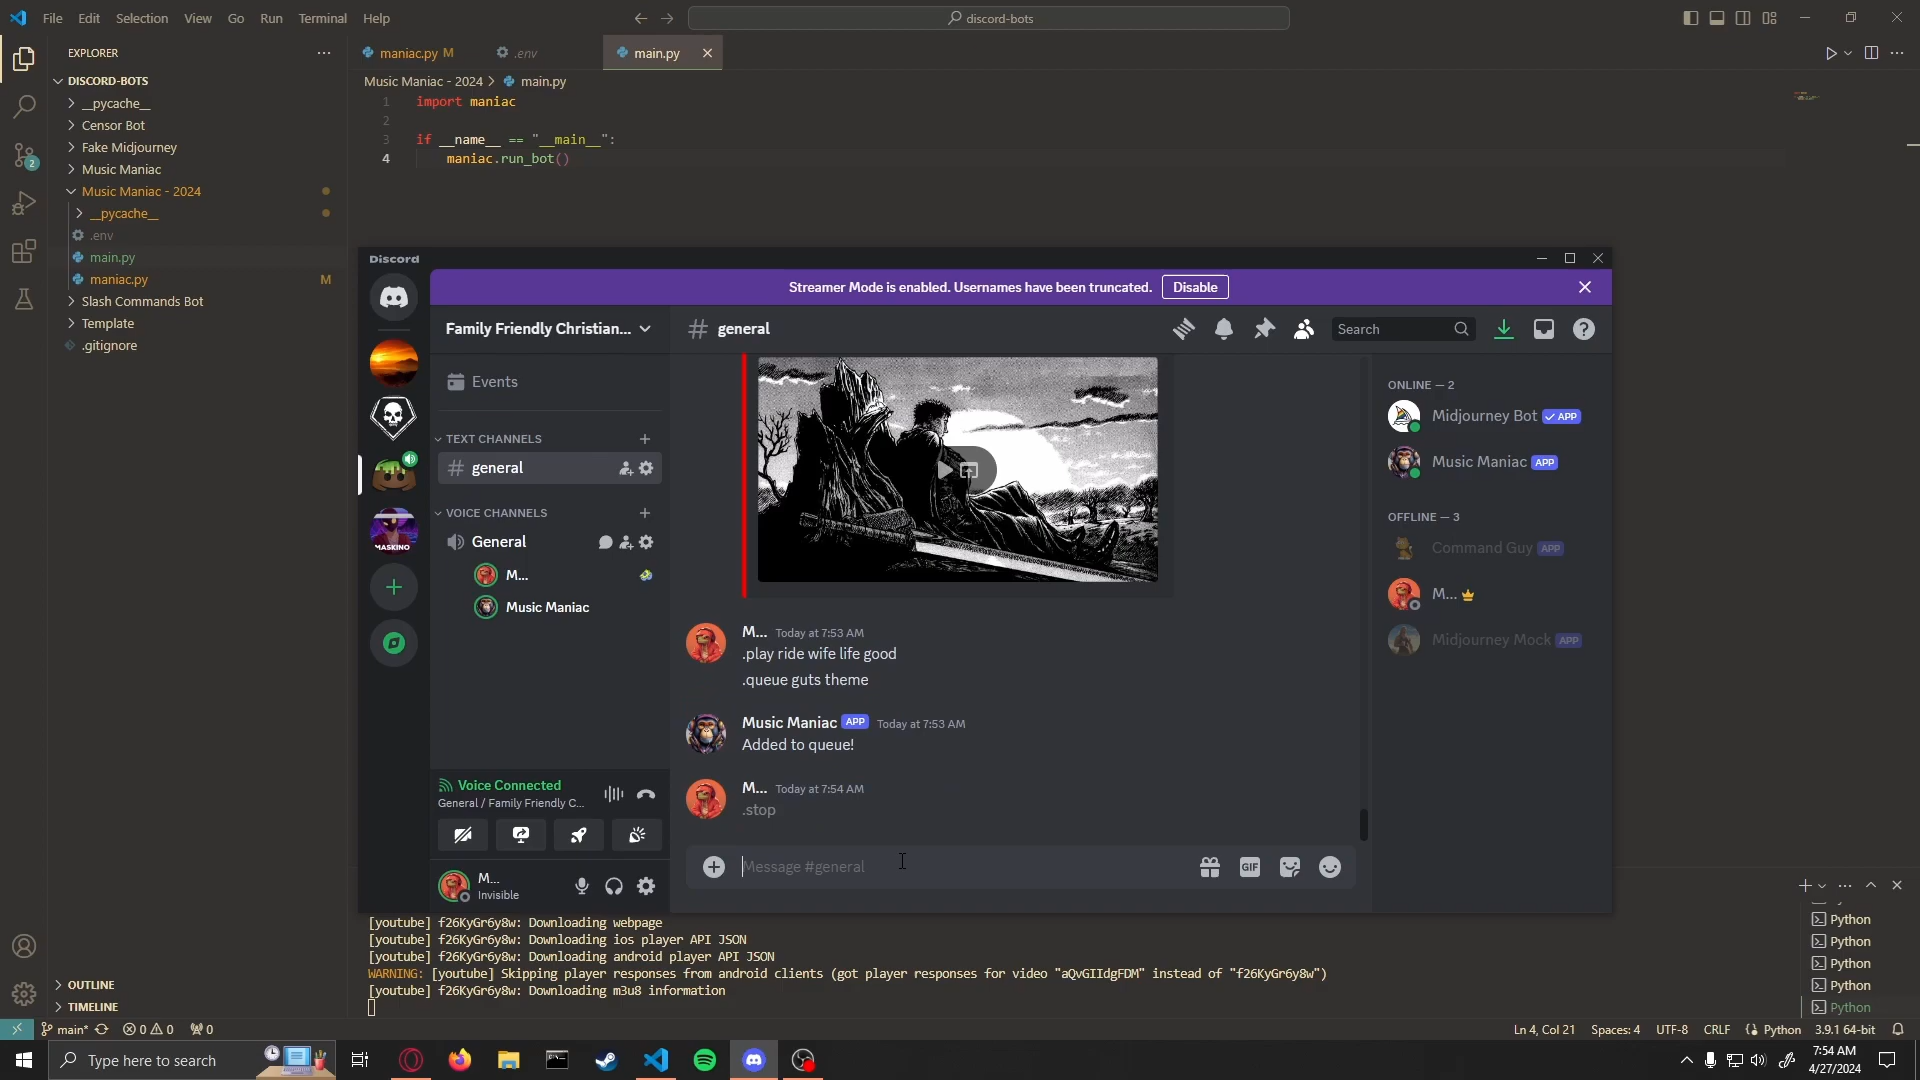 File Edit Selection View Go Run Terminal Help
discord-bots
EXPLORER
DISCORD-BOTS
__pycache__
Censor Bot
Fake Midjourney
Music Maniac
Music Maniac - 2024
__pycache__
.env
main.py
maniac.py M
Slash Commands Bot
Template
.gitignore
OUTLINE
TIMELINE
maniac.py M
.env
main.py
Music Maniac - 2024 > main.py
1 import maniac
2
3 if __name__ == "__main__":
4 maniac.run_bot()
Discord
Streamer Mode is enabled. Usernames have been truncated. Disable
Family Friendly Christian...
Events
TEXT CHANNELS
general
VOICE CHANNELS
General
M...
Music Maniac
Voice Connected
General / Family Friendly C...
M...
Invisible
MASKINO
# general
Search
M... Today at 7:53 AM
.play ride wife life good
.queue guts theme
Music Maniac APP Today at 7:53 AM
Added to queue!
M... Today at 7:54 AM
.stop
Message #general
GIF
ONLINE — 2
Midjourney Bot APP
Music Maniac APP
OFFLINE — 3
Command Guy APP
M...
Midjourney Mock APP
[youtube] f26KyGr6y8w: Downloading webpage
[youtube] f26KyGr6y8w: Downloading ios player API JSON
[youtube] f26KyGr6y8w: Downloading android player API JSON
WARNING: [youtube] Skipping player responses from android clients (got player responses for video "aQvGIIdgFDM" instead of "f26KyGr6y8w")
[youtube] f26KyGr6y8w: Downloading m3u8 information
Python
Python
Python
Python
Python
main* 0 0 0
Ln 4, Col 21 Spaces: 4 UTF-8 CRLF Python 3.9.1 64-bit
Type here to search
7:54 AM
4/27/2024
2